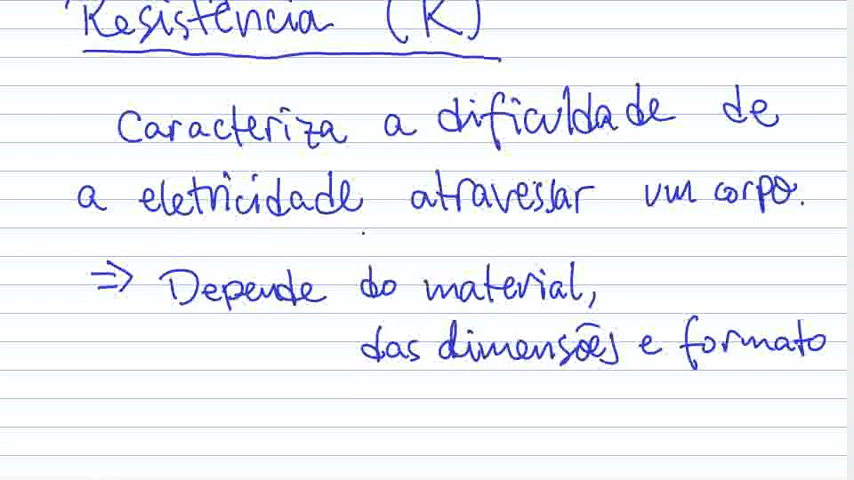 Resistência (R)
Caracteriza a dificuldade de
a eletricidade atravessar um corpo.
⇒ Depende do material,
das dimensões e formato